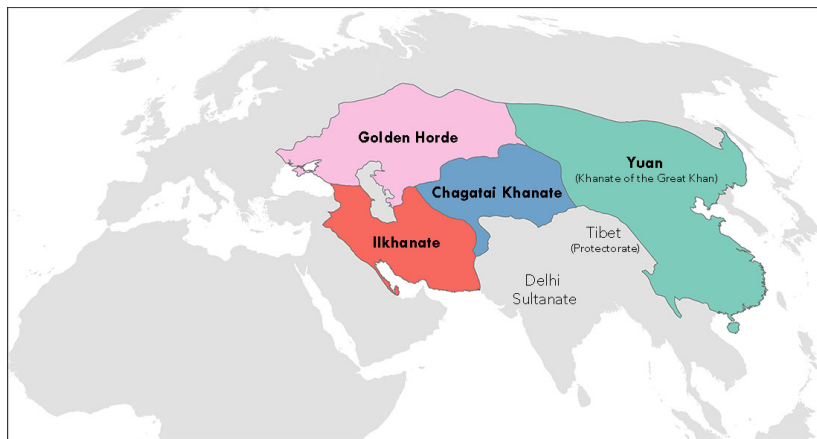 Golden Horde
Yuan
(Khanate of the Great Khan)
Chagatai Khanate
Ilkhanate
Tibet
(Protectorate)
Delhi
Sultanate